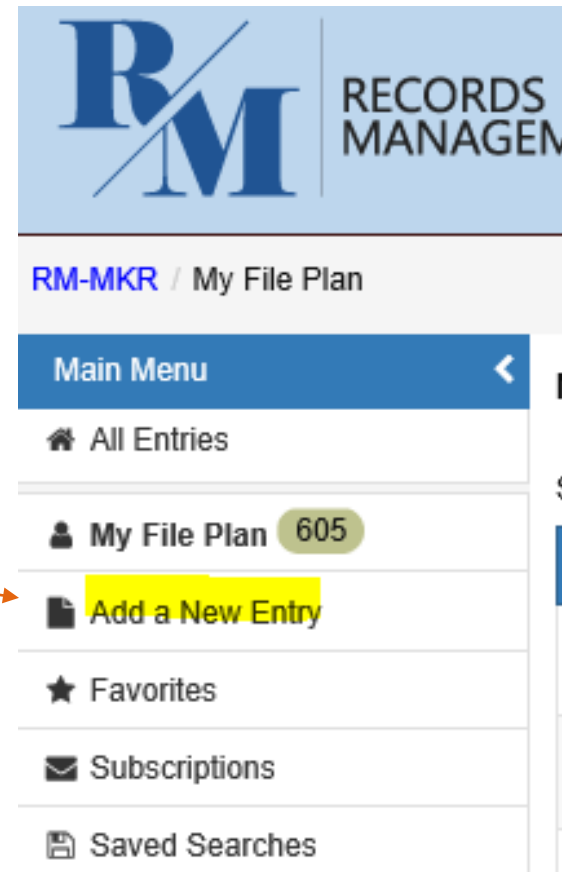 RM
RECORDS
MANAGEM
RM-MKR / My File Plan
Main Menu
All Entries
My File Plan 605
Add a New Entry
Favorites
Subscriptions
Saved Searches